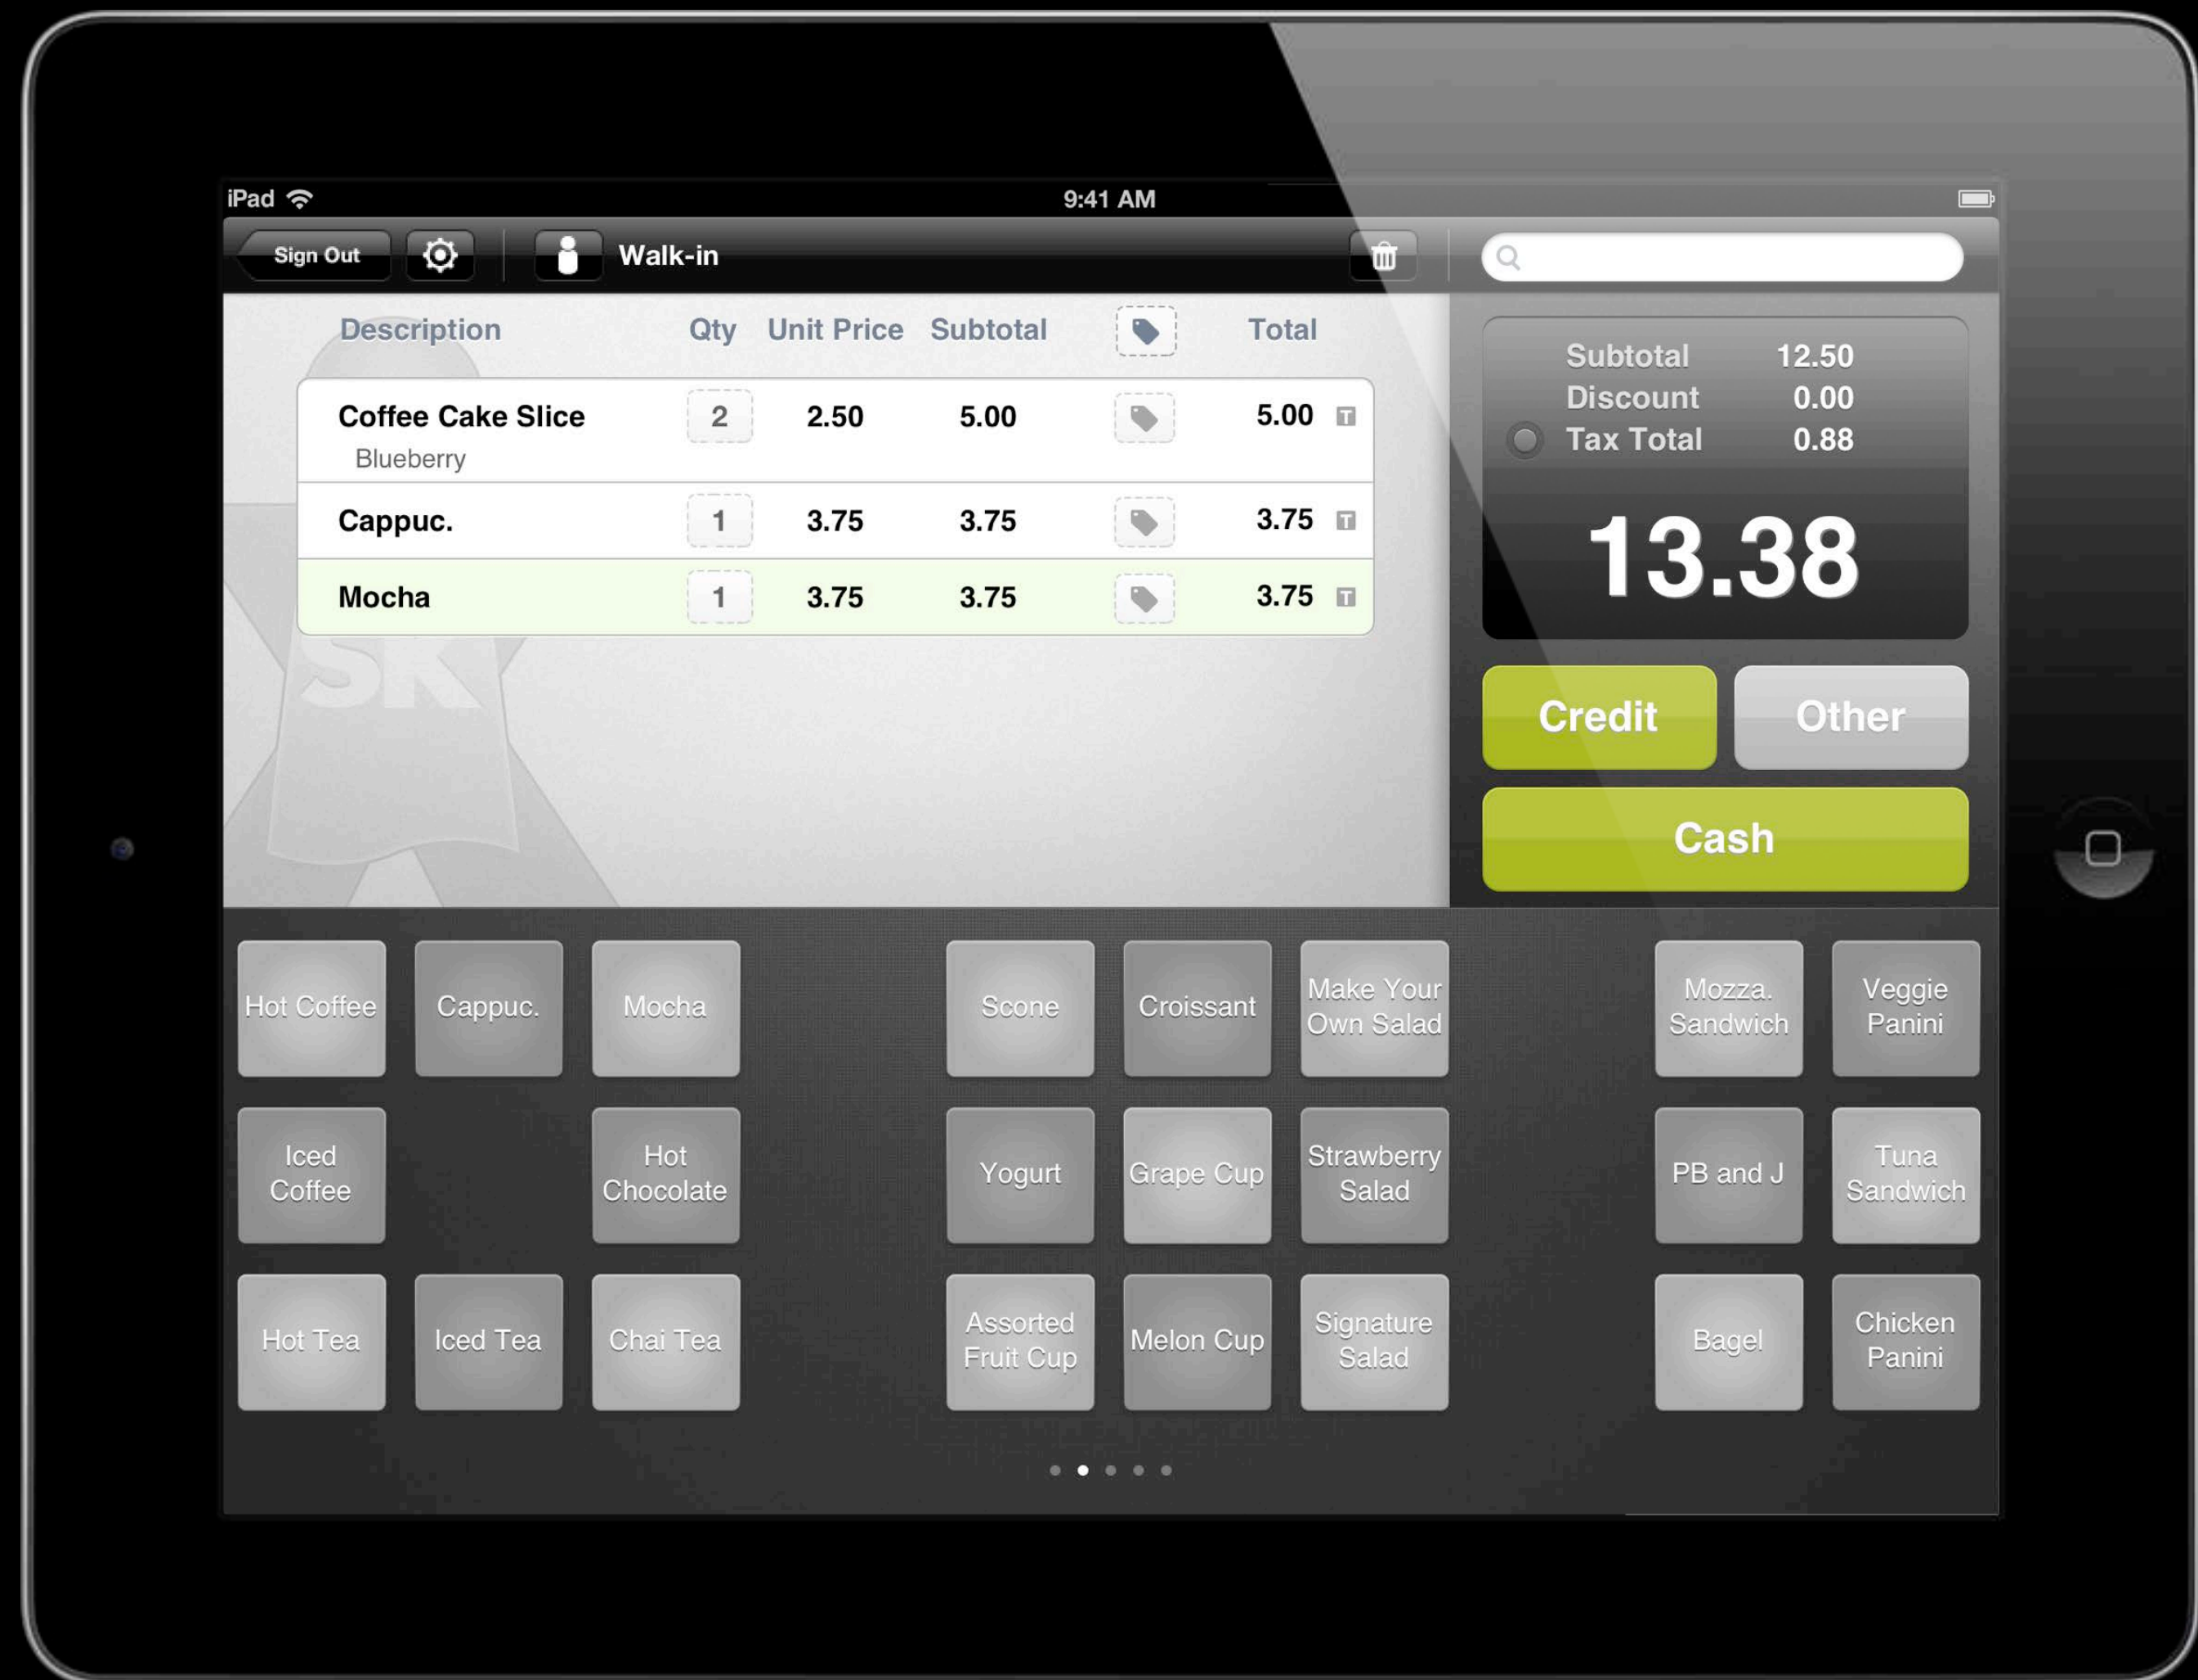 iPad 9:41 AM
Sign Out Walk-in
Description Qty Unit Price Subtotal Total
Coffee Cake Slice 2 2.50 5.00 5.00 T
Blueberry
Cappuc. 1 3.75 3.75 3.75 T
Mocha 1 3.75 3.75 3.75 T
SK
Subtotal 12.50
Discount 0.00
Tax Total 0.88
13.38
Credit Other
Cash
Hot Coffee
Cappuc.
Mocha
Scone
Croissant
Make Your
Own Salad
Mozza.
Sandwich
Veggie
Panini
Iced
Coffee
Hot
Chocolate
Yogurt
Grape Cup
Strawberry
Salad
PB and J
Tuna
Sandwich
Hot Tea
Iced Tea
Chai Tea
Assorted
Fruit Cup
Melon Cup
Signature
Salad
Bagel
Chicken
Panini